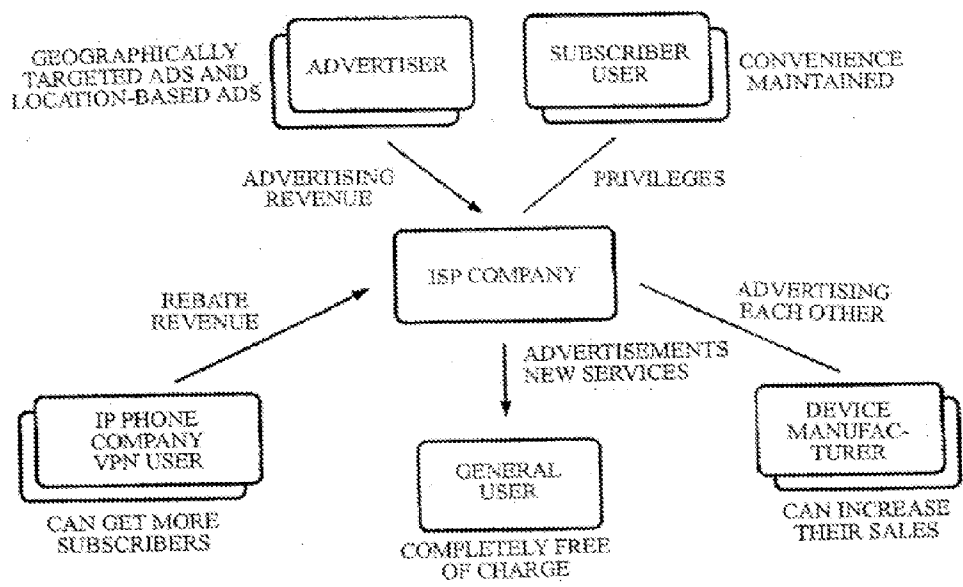 GEOGRAPHICALLY
TARGETED ADS AND
LOCATION-BASED ADS
ADVERTISER
SUBSCRIBER
USER
CONVENIENCE
MAINTAINED
ADVERTISING
REVENUE
PRIVILEGES
ISP COMPANY
REBATE
REVENUE
ADVERTISING
EACH OTHER
ADVERTISEMENTS
NEW SERVICES
IP PHONE
COMPANY
VPN USER
GENERAL
USER
DEVICE
MANUFAC-
TURER
CAN GET MORE
SUBSCRIBERS
COMPLETELY FREE
OF CHARGE
CAN INCREASE
THEIR SALES